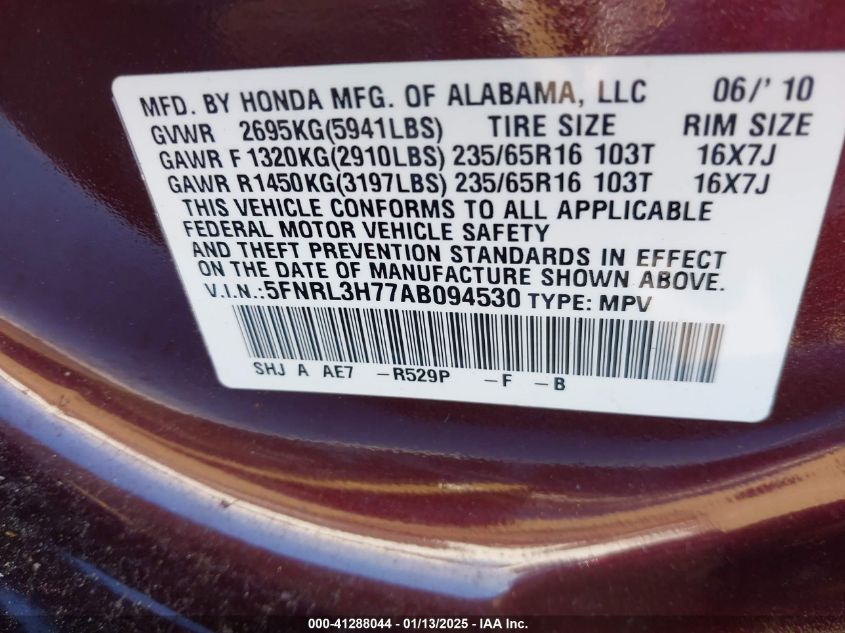 MFD. BY HONDA MFG. OF ALABAMA, LLC 06/'10
GVWR 2695KG(5941LBS) TIRE SIZE RIM SIZE
GAWR F 1320KG(2910LBS) 235/65R16 103T 16X7J
GAWR R1450KG(3197LBS) 235/65R16 103T 16X7J
THIS VEHICLE CONFORMS TO ALL APPLICABLE
FEDERAL MOTOR VEHICLE SAFETY
AND THEFT PREVENTION STANDARDS IN EFFECT
ON THE DATE OF MANUFACTURE SHOWN ABOVE.
V.I.N.:5FNRL3H77AB094530 TYPE: MPV
SHJ A AE7 -R529P -F -B
000-41288044 - 01/13/2025 - IAA Inc.